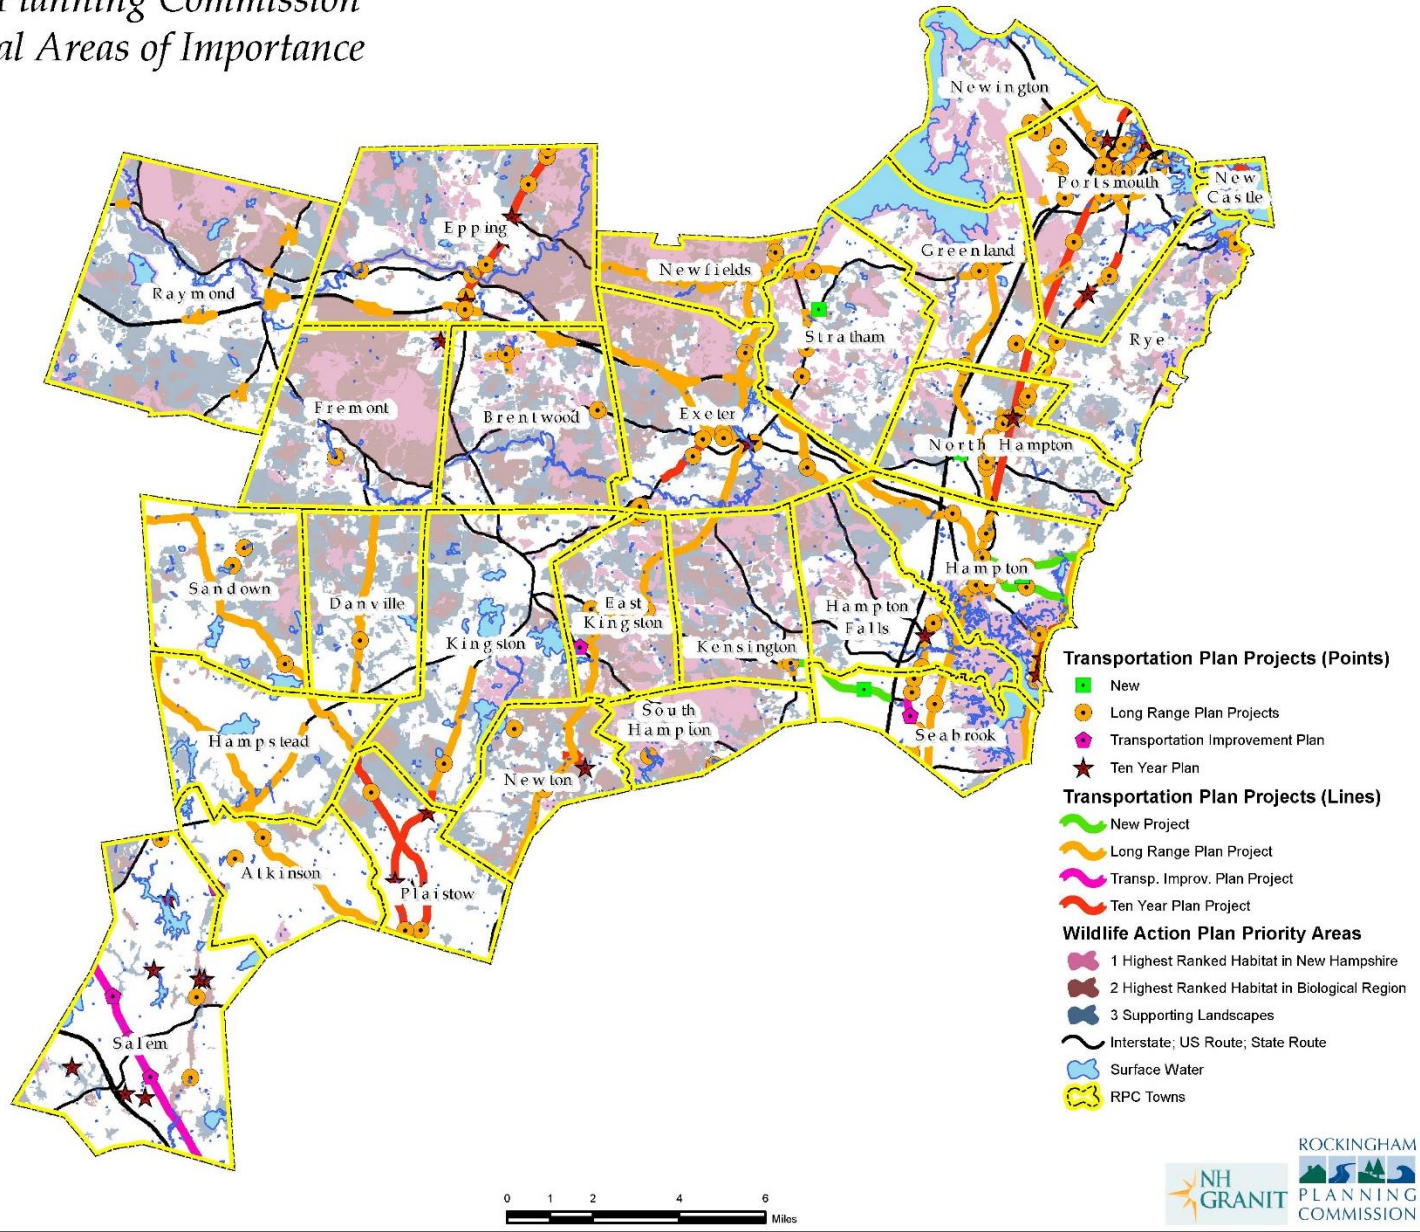 Planning Commission
al Areas of Importance
Newington
Portsmouth
New
Castle
Epping
Greenland
Newfields
Raymond
Stratham
Rye
Fremont
Brentwood
Exeter
North Hampton
Hampton
Sandown
Danville
East
Kingston
Hampton
Falls
Kingston
Kensington
South
Hampton
Seabrook
Hampstead
Newton
Atkinson
Plaistow
Salem
Transportation Plan Projects (Points)
New
Long Range Plan Projects
Transportation Improvement Plan
Ten Year Plan
Transportation Plan Projects (Lines)
New Project
Long Range Plan Project
Transp. Improv. Plan Project
Ten Year Plan Project
Wildlife Action Plan Priority Areas
1 Highest Ranked Habitat in New Hampshire
2 Highest Ranked Habitat in Biological Region
3 Supporting Landscapes
Interstate; US Route; State Route
Surface Water
RPC Towns
0 1 2 4 6
Miles
NH
GRANIT
ROCKINGHAM
PLANNING
COMMISSION